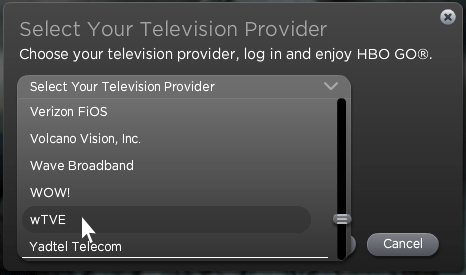 Select Your Television Provider
Choose your television provider, log in and enjoy HBO GO®.
Select Your Television Provider
Verizon FiOS
Volcano Vision, Inc.
Wave Broadband
WOW!
wTVE
Yadtel Telecom
Cancel